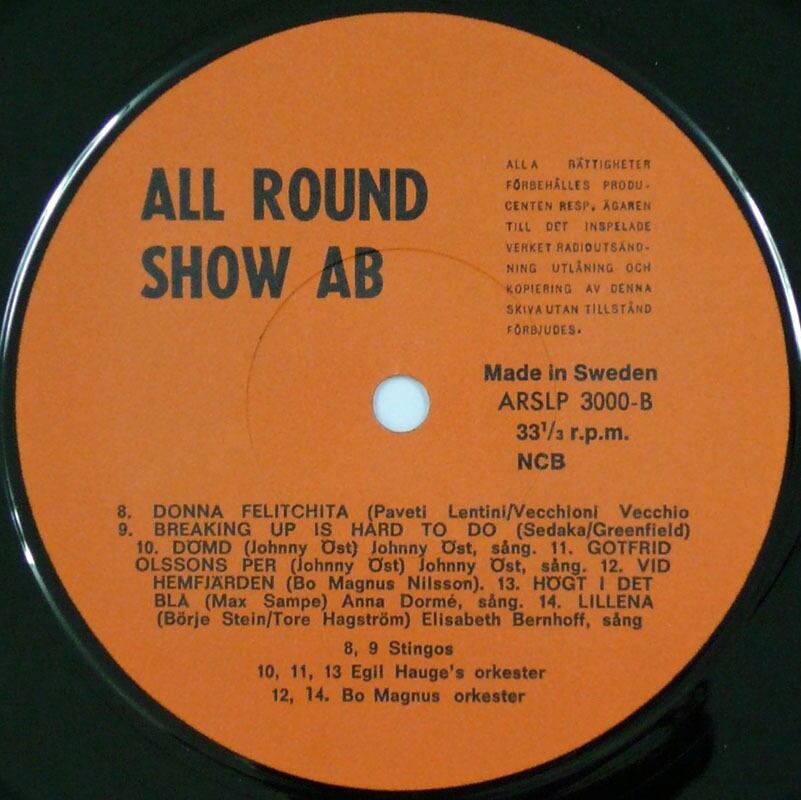 ALL ROUND
SHOW AB
ALLA RÄTTIGHETER
FÖRBEHÅLLES PRODU-
CENTEN RESP. ÄGAREN
TILL DET INSPELADE
VERKET RADIOUTSÄND-
NING UTLÅNING OCH
KOPIERING AV DENNA
SKIVA UTAN TILLSTÅND
FÖRBJUDES.
Made in Sweden
ARSLP 3000-B
33¹/₃ r.p.m.
NCB
8. DONNA FELITCHITA (Paveti Lentini/Vecchioni Vecchio
9. BREAKING UP IS HARD TO DO (Sedaka/Greenfield)
10. DÖMD (Johnny Öst) Johnny Öst, sång. 11. GOTFRID
OLSSONS PER (Johnny Öst) Johnny Öst, sång. 12. VID
HEMFJÄRDEN (Bo Magnus Nilsson). 13. HÖGT I DET
BLÅ (Max Sampe) Anna Dormé, sång. 14. LILLENA
(Börje Stein/Tore Hagström) Elisabeth Bernhoff, sång
8, 9 Stingos
10, 11, 13 Egil Hauge's orkester
12, 14. Bo Magnus orkester